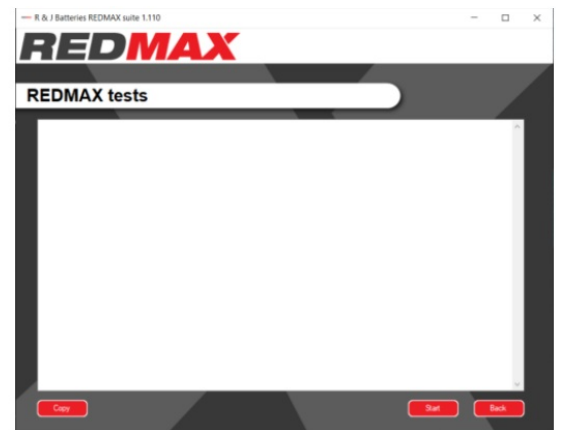 R & J Batteries REDMAX suite 1.110
REDMAX
REDMAX tests
Copy
Start
Back